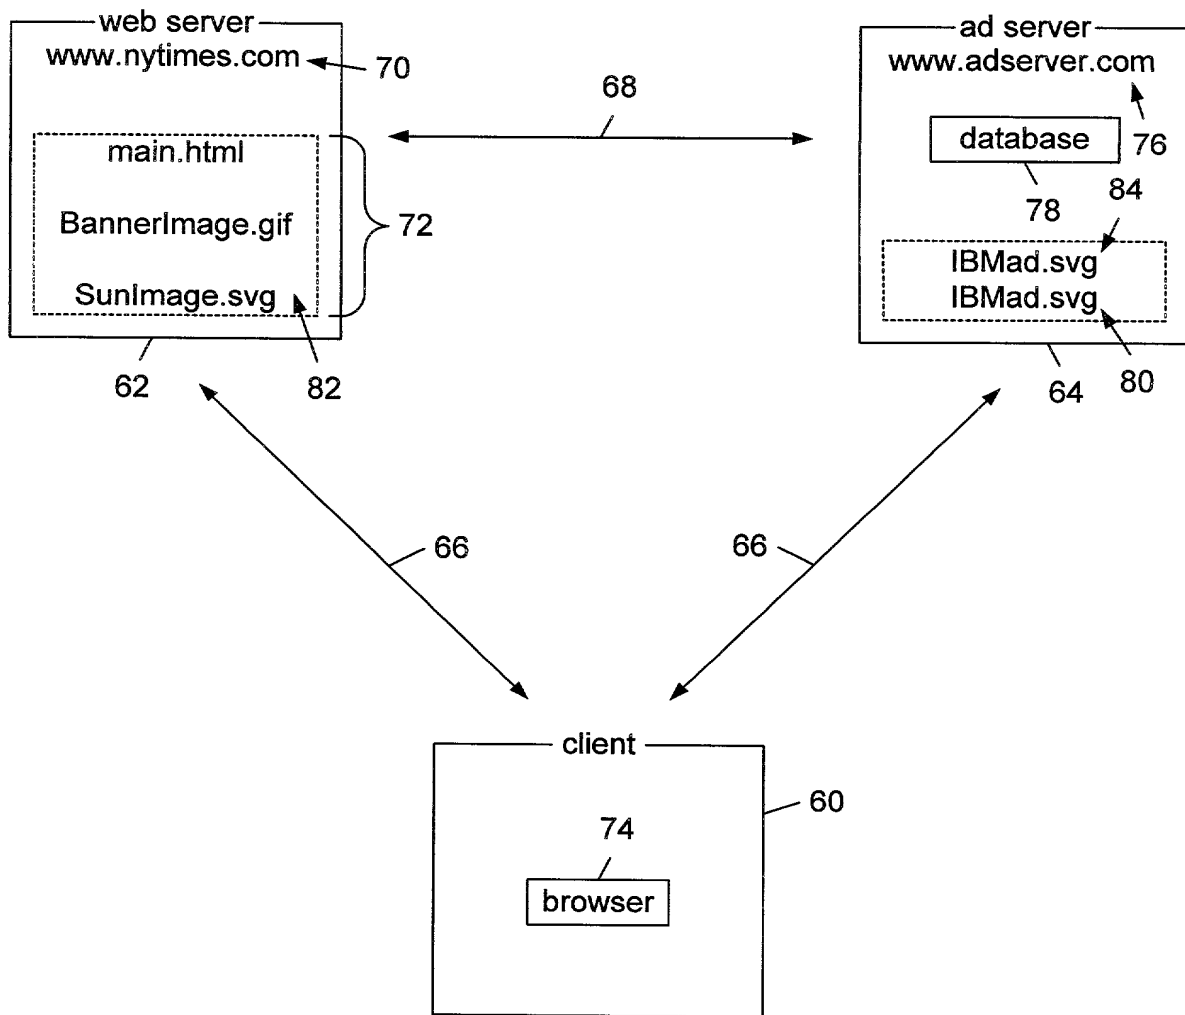 web server
www.nytimes.com
70
main.html
BannerImage.gif
SunImage.svg
72
62
82
68
ad server
www.adserver.com
76
database
78
84
IBMad.svg
IBMad.svg
64
80
66
66
client
60
74
browser